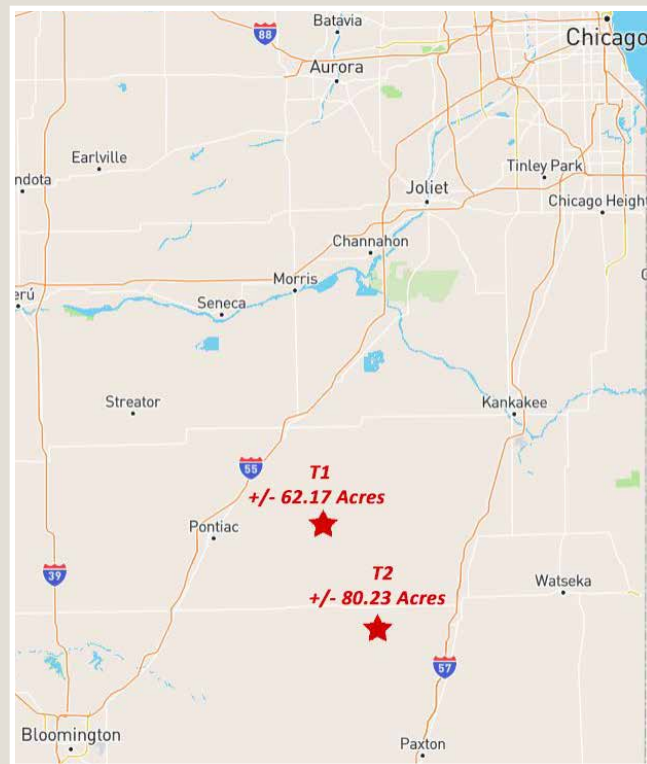 Batavia
88
Chicago
Aurora
Earlville
Tinley Park
ndota
Joliet
Chicago Height
Channahon
Morris
erú
Seneca
Streator
Kankakee
55
T1
+/- 62.17 Acres
Pontiac
T2
39
Watseka
+/- 80.23 Acres
57
Bloomington
Paxton